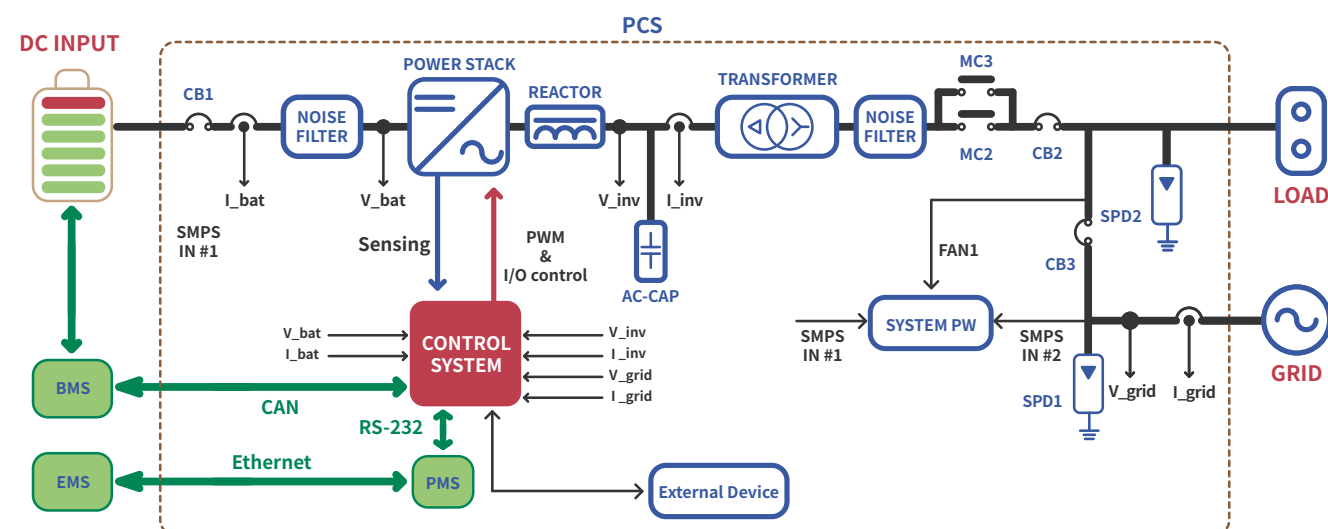 PCS
DC INPUT
POWER STACK
MC3
TRANSFORMER
REACTOR
CB1
NOISE
FILTER
NOISE
FILTER
MC2
CB2
I_bat
V_bat
V_inv
I_inv
LOAD
SPD2
SMPS
IN #1
Sensing
PWM
&
I/O control
FAN1
CB3
AC-CAP
SYSTEM PW
SMPS
IN #1
SMPS
IN #2
V_bat
I_bat
CONTROL
SYSTEM
V_inv
I _inv
V_grid
I _grid
GRID
V_grid
I_grid
SPD1
BMS
CAN
RS-232
Ethernet
EMS
PMS
External Device